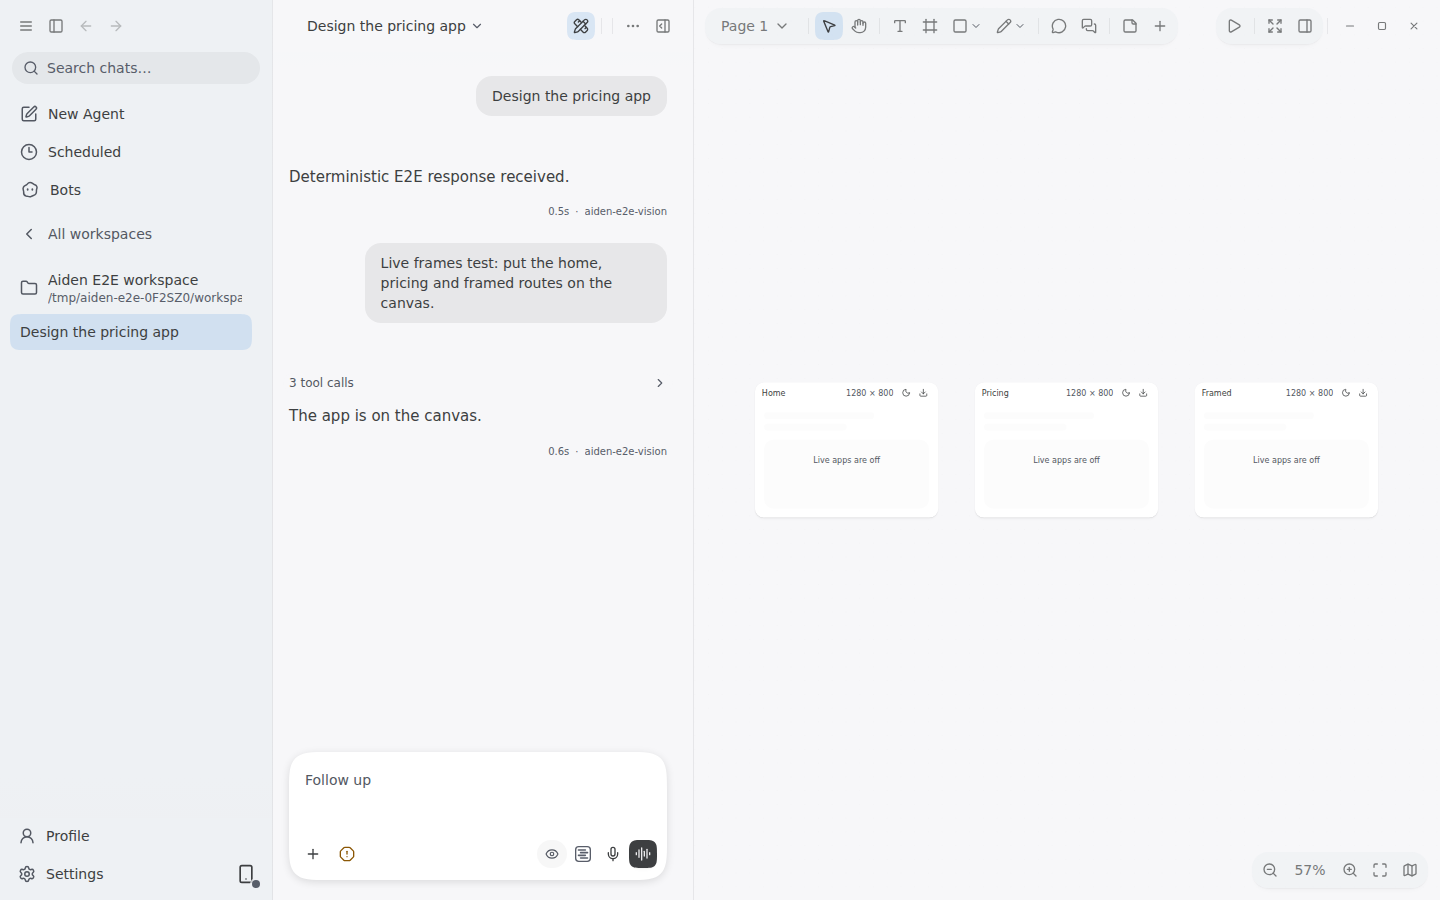 Search chats...
New Agent
Scheduled
Bots
All workspaces
Aiden E2E workspace
/tmp/aiden-e2e-0F2SZ0/workspa
Design the pricing app
Profile
Settings
Design the pricing app
Design the pricing app
Deterministic E2E response received.
0.5s · aiden-e2e-vision
Live frames test: put the home,
pricing and framed routes on the
canvas.
3 tool calls
The app is on the canvas.
0.6s · aiden-e2e-vision
Follow up
Page 1
Home 1280 × 800
Live apps are off
Pricing 1280 × 800
Live apps are off
Framed 1280 × 800
Live apps are off
57%